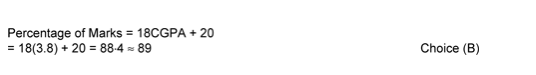 Percentage of Marks = 18CGPA + 20
= 18(3.8) + 20 = 88·4 ≈ 89 Choice (B)